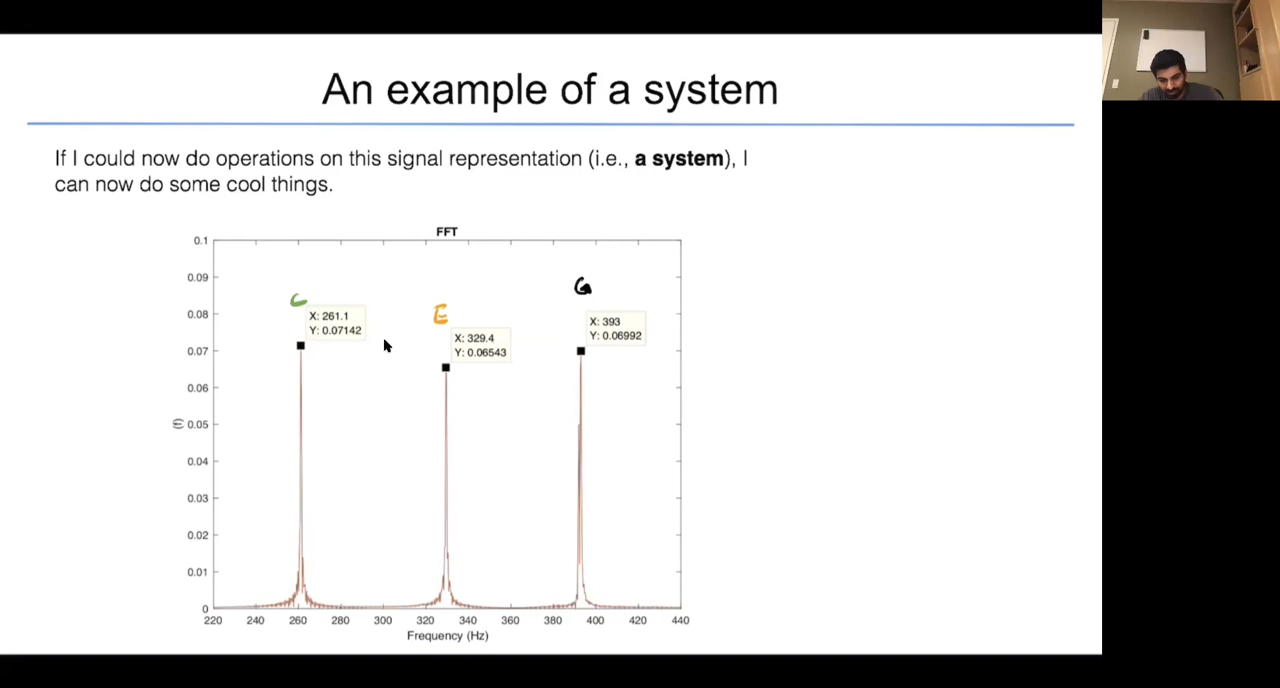 An example of a system
If I could now do operations on this signal representation (i.e., a system), I
can now do some cool things.
FFT
0.1
0.09
0.08
0.07
0.06
0.05
0.04
0.03
0.02
0.01
0
C
X: 261.1
Y: 0.07142
E
X: 329.4
Y: 0.06543
G
X: 393
Y: 0.06992
220 240 260 280 300 320 340 360 380 400 420 440
Frequency (Hz)